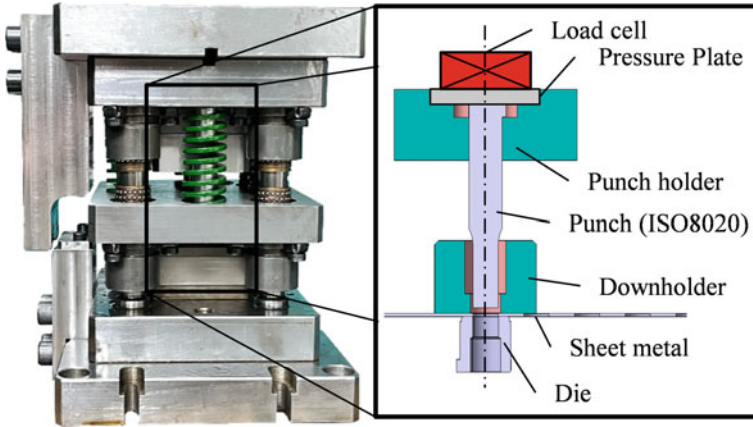 Load cell
Pressure Plate
Punch holder
Punch (ISO8020)
Downholder
Sheet metal
Die